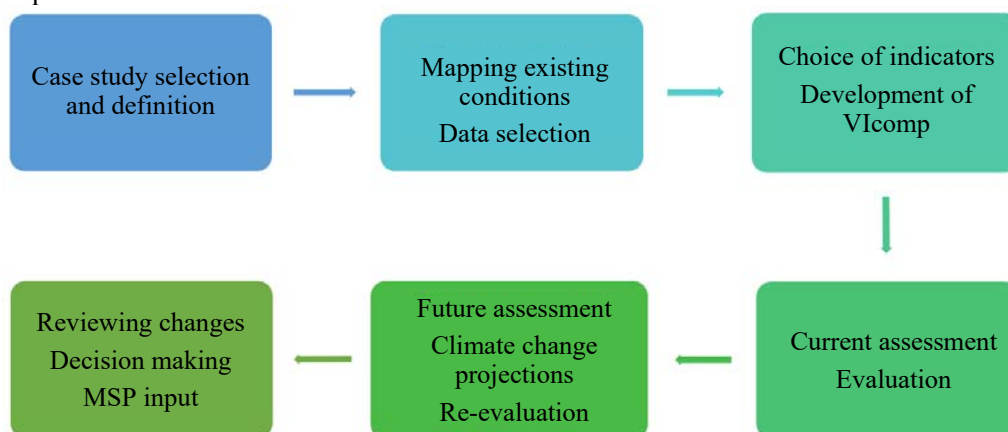 Case study selection
and definition
Mapping existing
conditions
Data selection
Choice of indicators
Development of
VIcomp
Current assessment
Evaluation
Future assessment
Climate change
projections
Re-evaluation
Reviewing changes
Decision making
MSP input